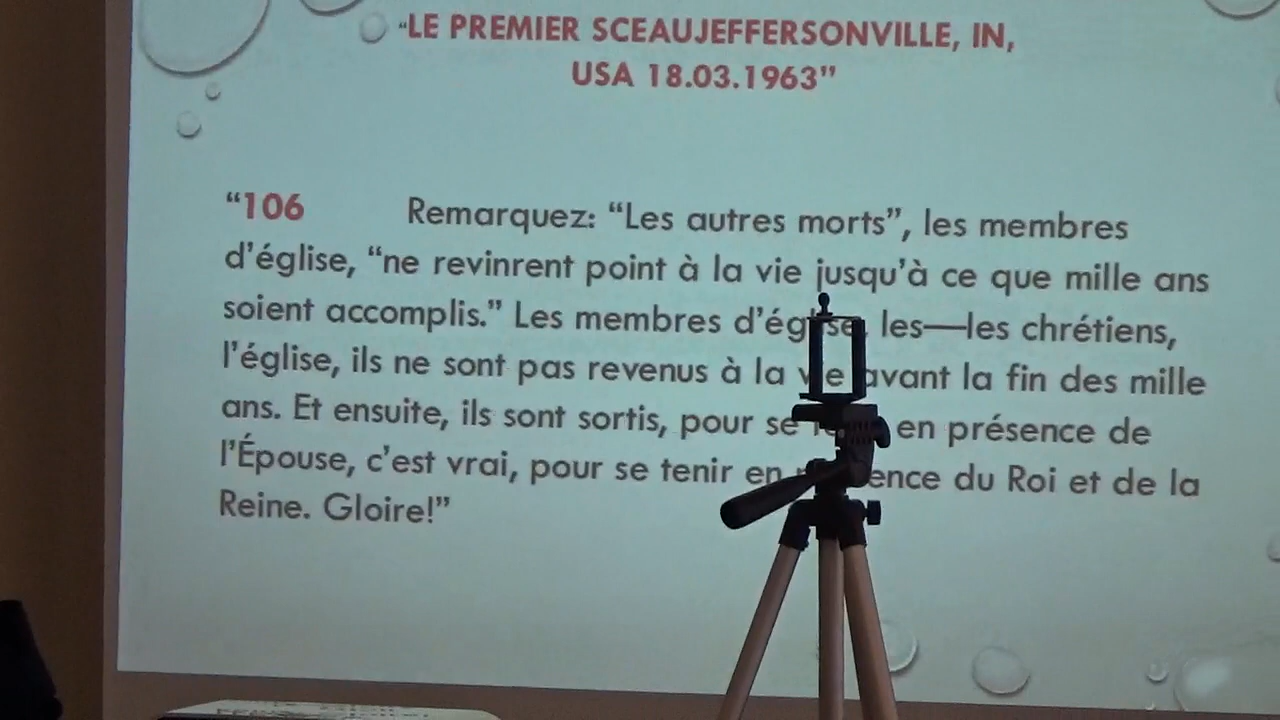 “LE PREMIER SCEAUJEFFERSONVILLE, IN,
USA 18.03.1963”
“106 Remarquez: “Les autres morts”, les membres
d’église, “ne revinrent point à la vie jusqu’à ce que mille ans
soient accomplis.” Les membres d’église, les—les chrétiens,
l’église, ils ne sont pas revenus à la vie avant la fin des mille
ans. Et ensuite, ils sont sortis, pour se en présence de
l’Épouse, c’est vrai, pour se tenir en présence du Roi et de la
Reine. Gloire!”